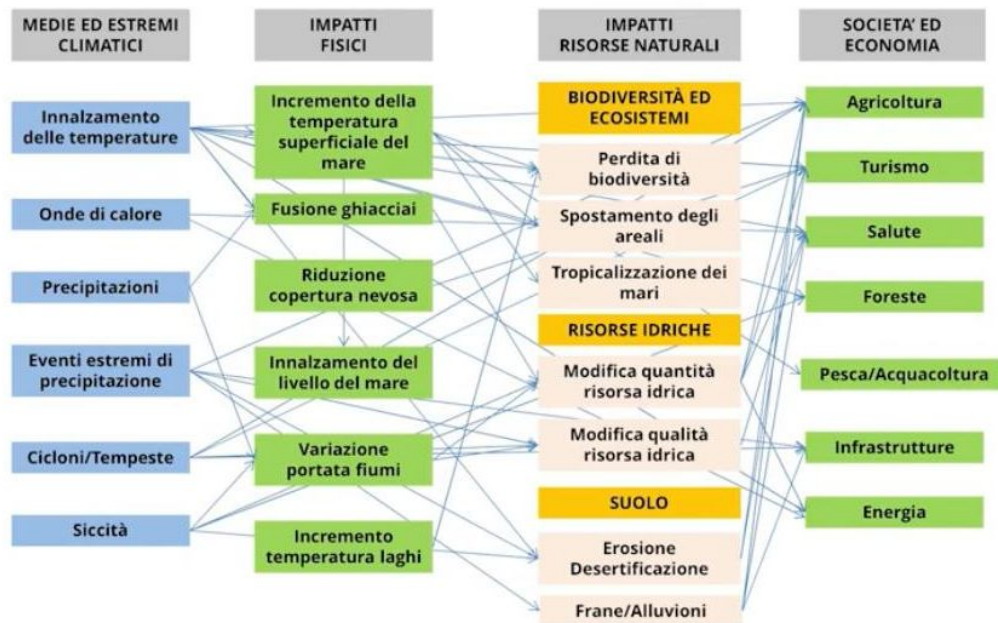 MEDIE ED ESTREMI
CLIMATICI
Innalzamento
delle temperature
Onde di calore
Precipitazioni
Eventi estremi di
precipitazione
Cicloni/Tempeste
Siccità
IMPATTI
FISICI
Incremento della
temperatura
superficiale del
mare
Fusione ghiacciai
Riduzione
copertura nevosa
Innalzamento del
livello del mare
Variazione
portata fiumi
Incremento
temperatura laghi
IMPATTI
RISORSE NATURALI
BIODIVERSITÀ ED
ECOSISTEMI
Perdita di
biodiversità
Spostamento degli
areali
Tropicalizzazione dei
mari
RISORSE IDRICHE
Modifica quantità
risorsa idrica
Modifica qualità
risorsa idrica
SUOLO
Erosione
Desertificazione
Frane/Alluvioni
SOCIETA' ED
ECONOMIA
Agricoltura
Turismo
Salute
Foreste
Pesca/Acquacoltura
Infrastrutture
Energia